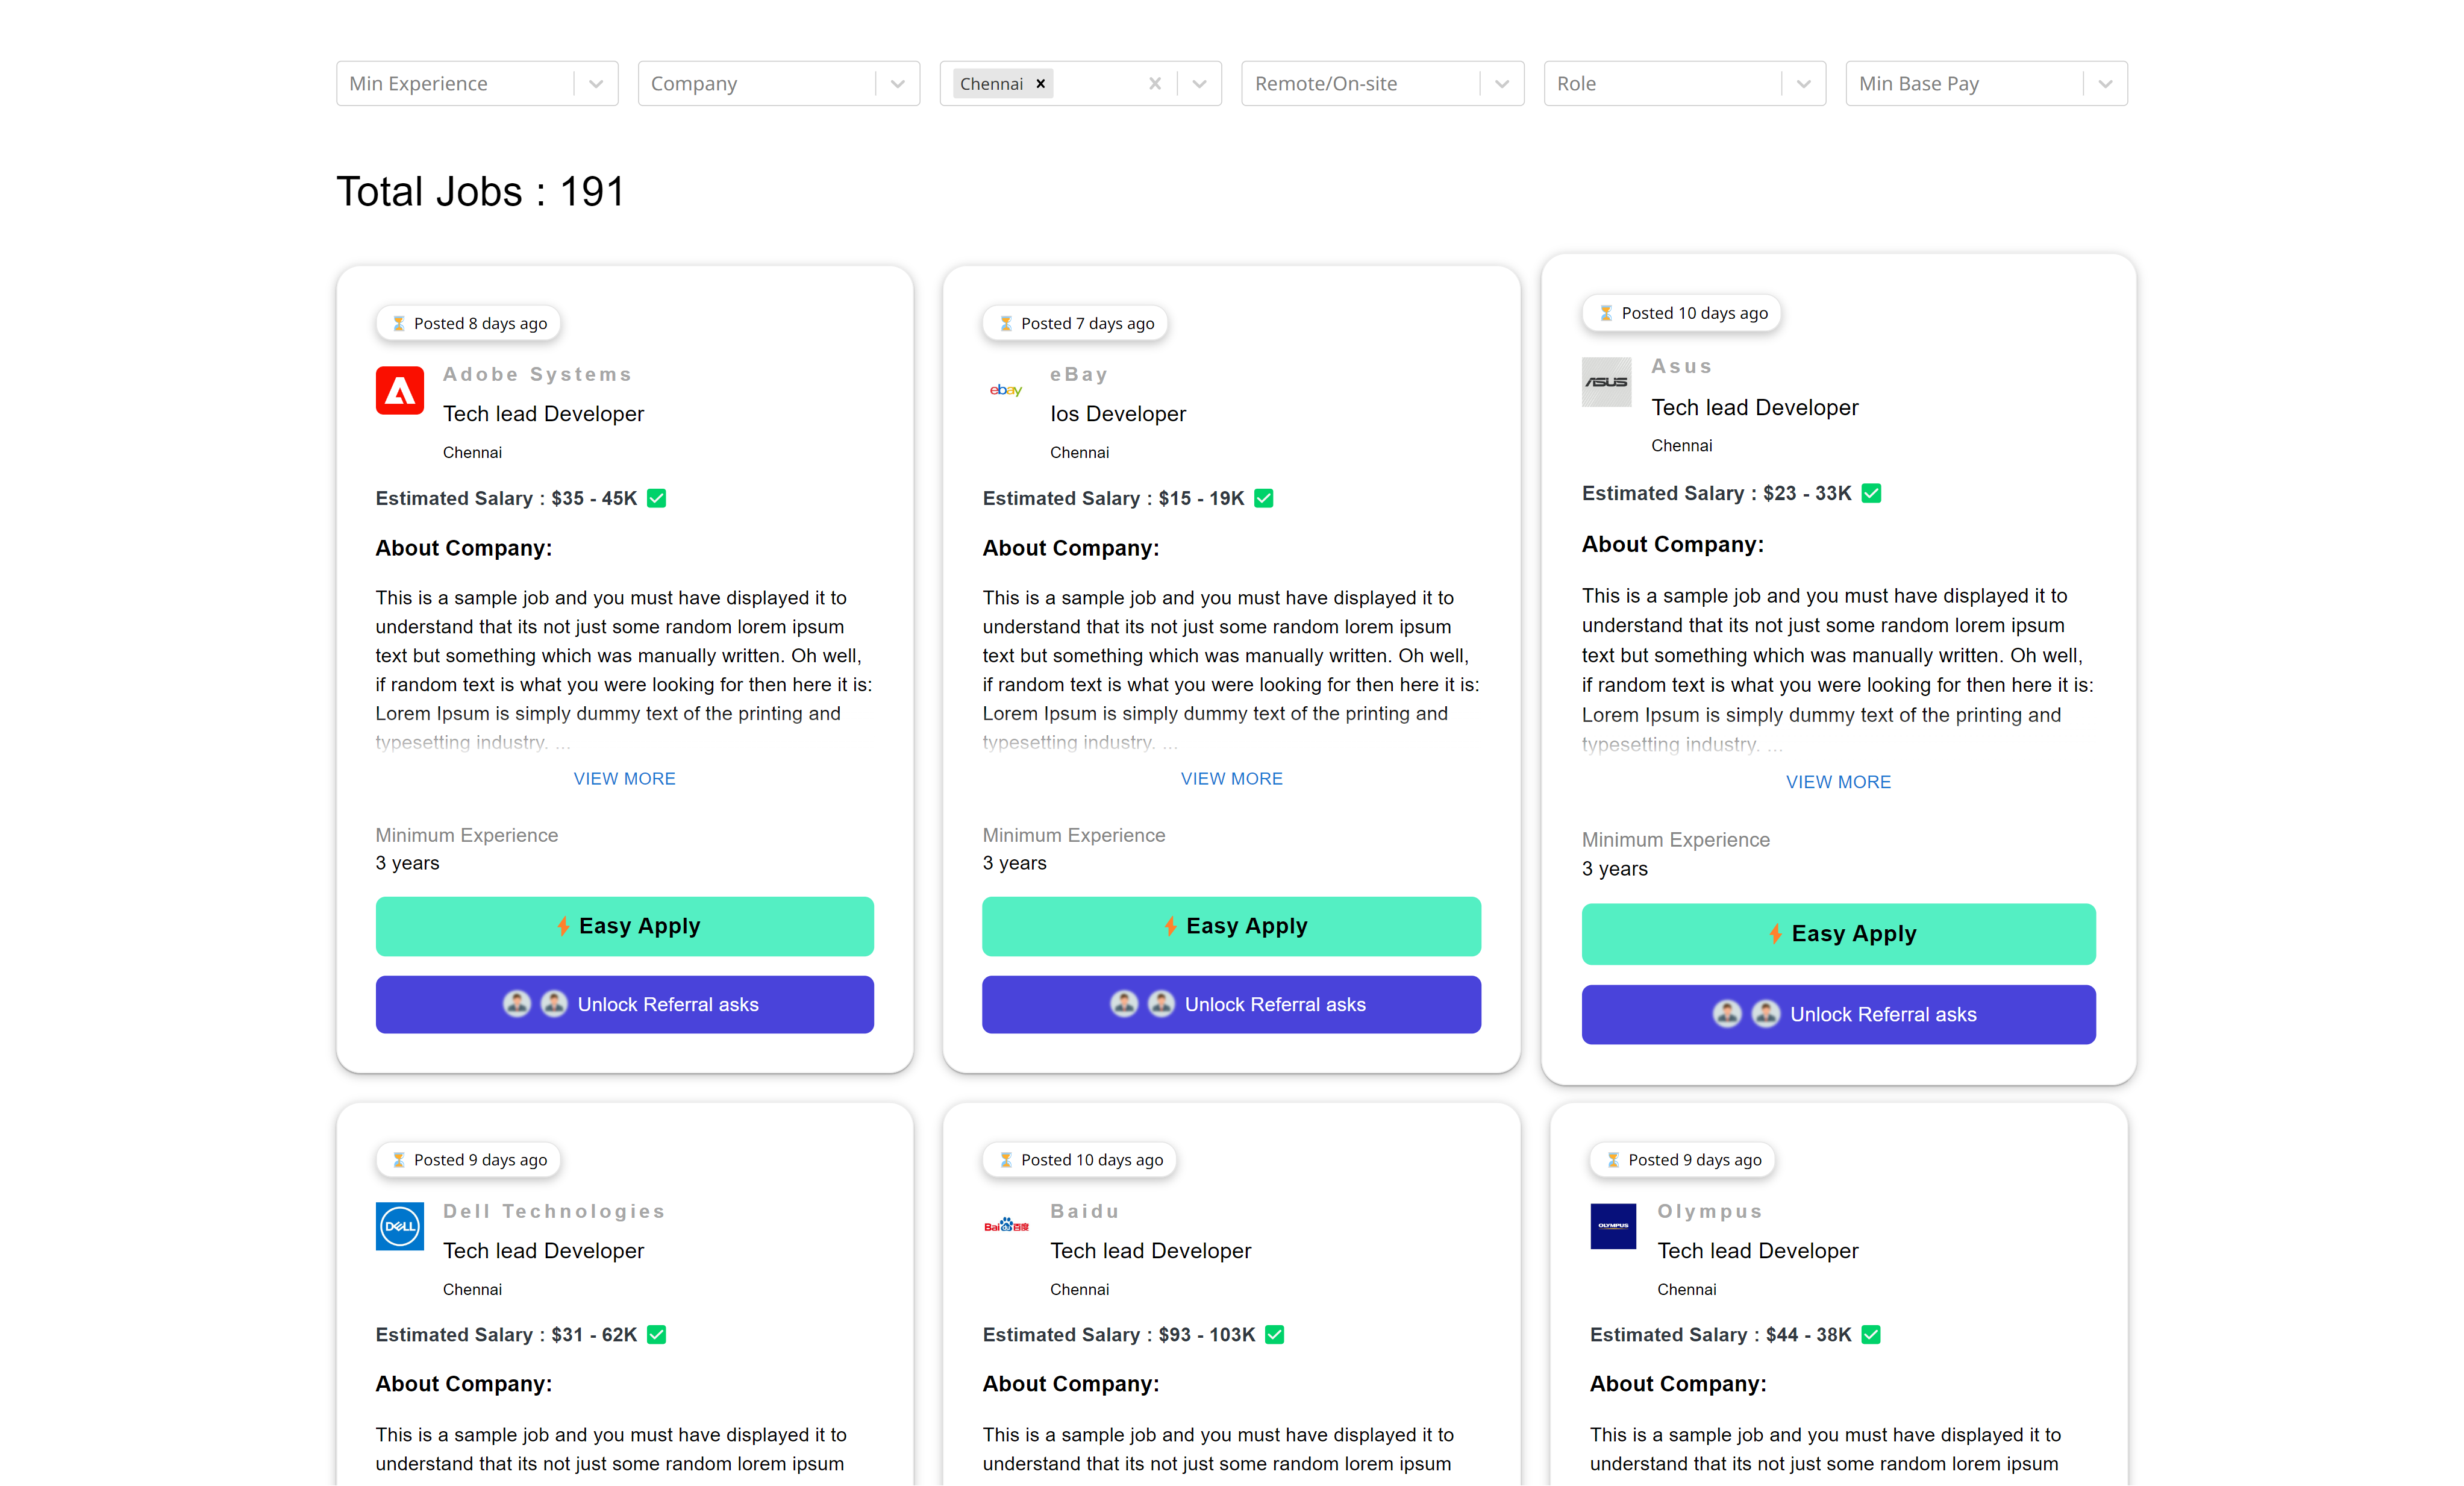 Min Experience
Company
Chennai
Remote/On-site
Role
Min Base Pay
Total Jobs : 191
Posted 8 days ago
Adobe Systems
Tech lead Developer
Chennai
Estimated Salary : $35 - 45K
About Company:
This is a sample job and you must have displayed it to
understand that its not just some random lorem ipsum
text but something which was manually written. Oh well,
if random text is what you were looking for then here it is:
Lorem Ipsum is simply dummy text of the printing and
typesetting industry. ...
VIEW MORE
Minimum Experience
3 years
Easy Apply
Unlock Referral asks
Posted 7 days ago
ebay
eBay
Ios Developer
Chennai
Estimated Salary : $15 - 19K
About Company:
This is a sample job and you must have displayed it to
understand that its not just some random lorem ipsum
text but something which was manually written. Oh well,
if random text is what you were looking for then here it is:
Lorem Ipsum is simply dummy text of the printing and
typesetting industry. ...
VIEW MORE
Minimum Experience
3 years
Easy Apply
Unlock Referral asks
Posted 10 days ago
ASUS
Asus
Tech lead Developer
Chennai
Estimated Salary : $23 - 33K
About Company:
This is a sample job and you must have displayed it to
understand that its not just some random lorem ipsum
text but something which was manually written. Oh well,
if random text is what you were looking for then here it is:
Lorem Ipsum is simply dummy text of the printing and
typesetting industry. ...
VIEW MORE
Minimum Experience
3 years
Easy Apply
Unlock Referral asks
Posted 9 days ago
DELL
Dell Technologies
Tech lead Developer
Chennai
Estimated Salary : $31 - 62K
About Company:
This is a sample job and you must have displayed it to
understand that its not just some random lorem ipsum
Posted 10 days ago
Bai du 百度
Baidu
Tech lead Developer
Chennai
Estimated Salary : $93 - 103K
About Company:
This is a sample job and you must have displayed it to
understand that its not just some random lorem ipsum
Posted 9 days ago
OLYMPUS
Olympus
Tech lead Developer
Chennai
Estimated Salary : $44 - 38K
About Company:
This is a sample job and you must have displayed it to
understand that its not just some random lorem ipsum